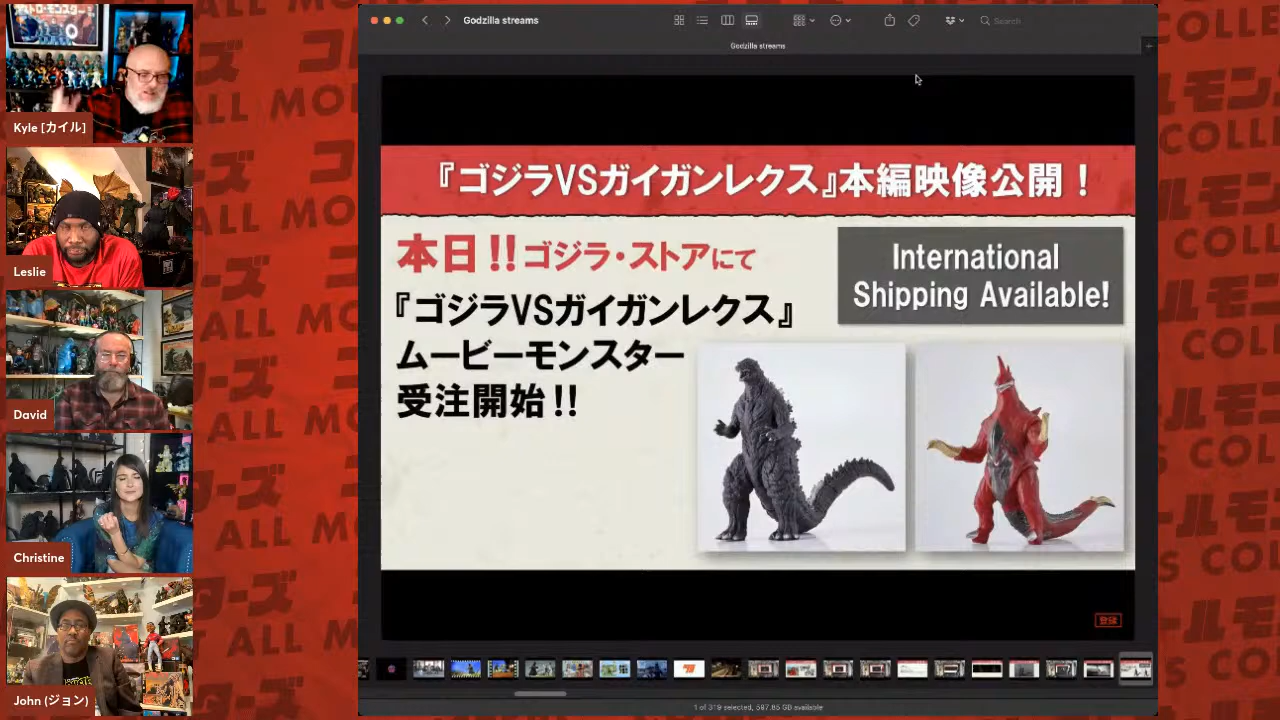 Godzilla streams
Search
Godzilla streams
『ゴジラVSガイガンレクス』本編映像公開！
本日!!ゴジラ・ストアにて
『ゴジラVSガイガンレクス』
ムービーモンスター
受注開始!!
International
Shipping Available!
登録
1 of 319 selected, 597.85 GB available
Kyle [カイル]
Leslie
David
Christine
John (ジョン)